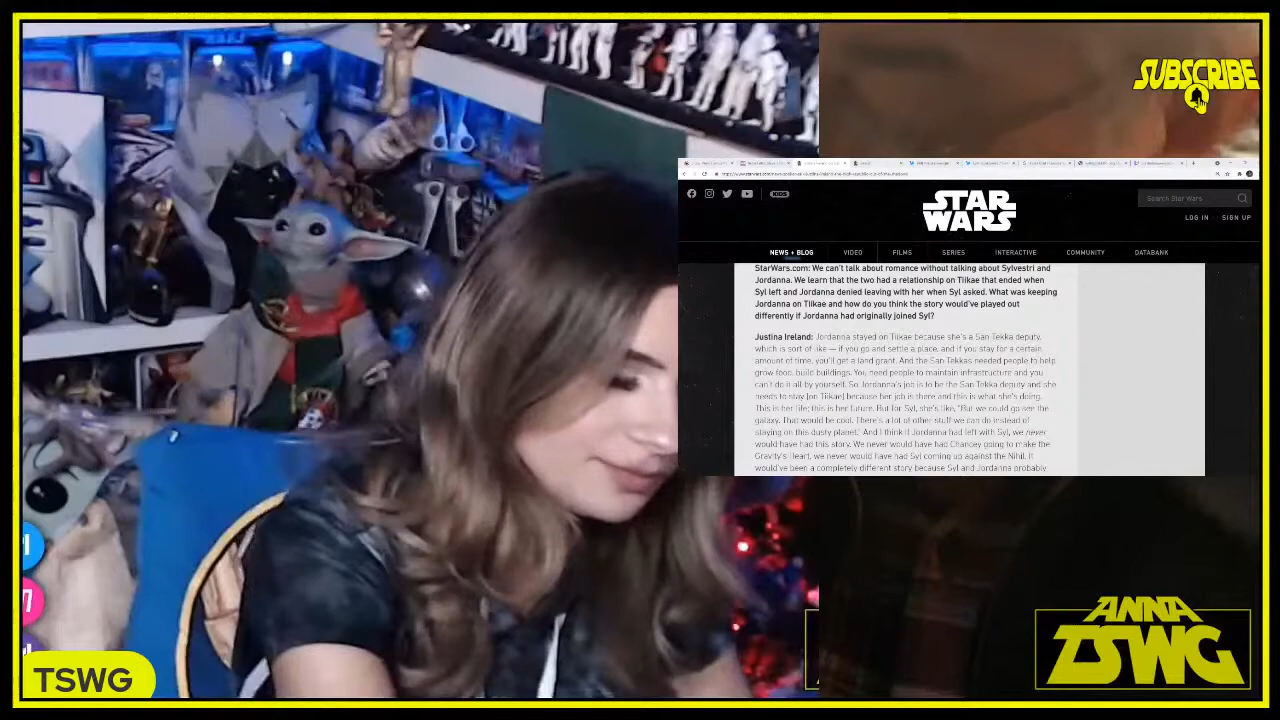 SUBSCRIBE
STAR
WARS
KIDS
Search Star Wars
LOG IN
SIGN UP
NEWS + BLOG
VIDEO
FILMS
SERIES
INTERACTIVE
COMMUNITY
DATABANK
StarWars.com: We can't talk about romance without talking about Sylvestri and
Jordanna. We learn that the two had a relationship on Tiikae that ended when
Syl left and Jordanna denied leaving with her when Syl asked. What was keeping
Jordanna on Tiikae and how do you think the story would've played out
differently if Jordanna had originally joined Syl?
Justina Ireland: Jordanna stayed on Tiikae because she's a San Tekka deputy,
which is sort of like — if you go and settle a place, and if you stay for a certain
amount of time, you'll get a land grant. And the San Tekkas needed people to help
grow food, build buildings. You need people to maintain infrastructure and you
can't do it all by yourself. So Jordanna's job is to be the San Tekka deputy and she
needs to stay [on Tiikae] because her job is there and this is what she's doing.
This is her life; this is her future. But for Syl, she's like, "But we could go see the
galaxy. That would be cool. There's a lot of other stuff we can do instead of
staying on this dusty planet." And I think if Jordanna had left with Syl, we never
would have had this story. We never would have had Chancey going to make the
Gravity's Heart, we never would have had Syl coming up against the Nihil. It
would've been a completely different story because Syl and Jordanna probably
ANNA
TSWG
TSWG